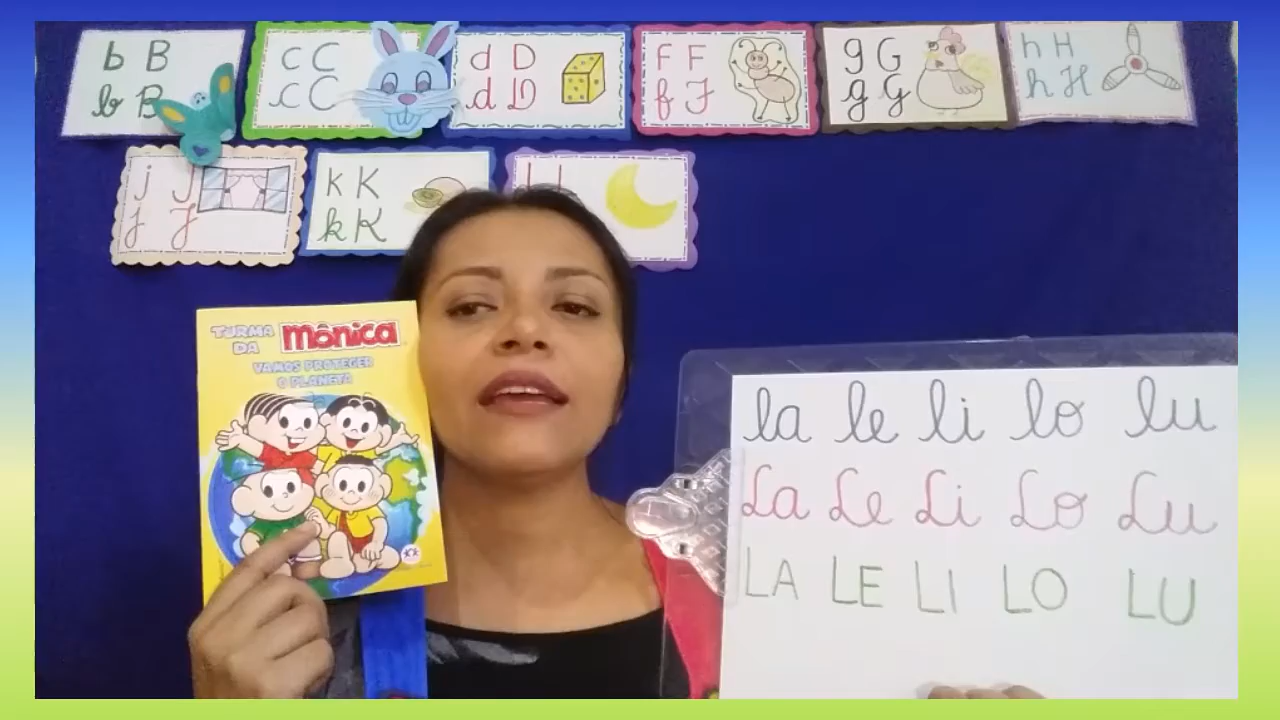 b B
b B
c C
c C
d D
d D
F F
f F
g G
g G
h H
h H
j J
j J
k K
k K
TURMA
DA Mônica
VAMOS PROTEGER
O PLANETA
la le li lo lu
La Le Li Lo Lu
LA LE LI LO LU